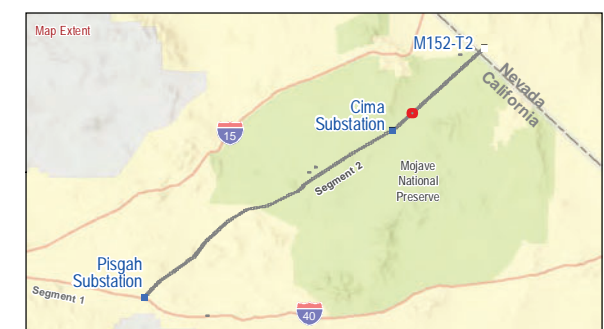 Map Extent
M152-T2
Nevada
California
Cima
Substation
15
Segment 2
Mojave
National
Preserve
Pisgah
Substation
Segment 1
40